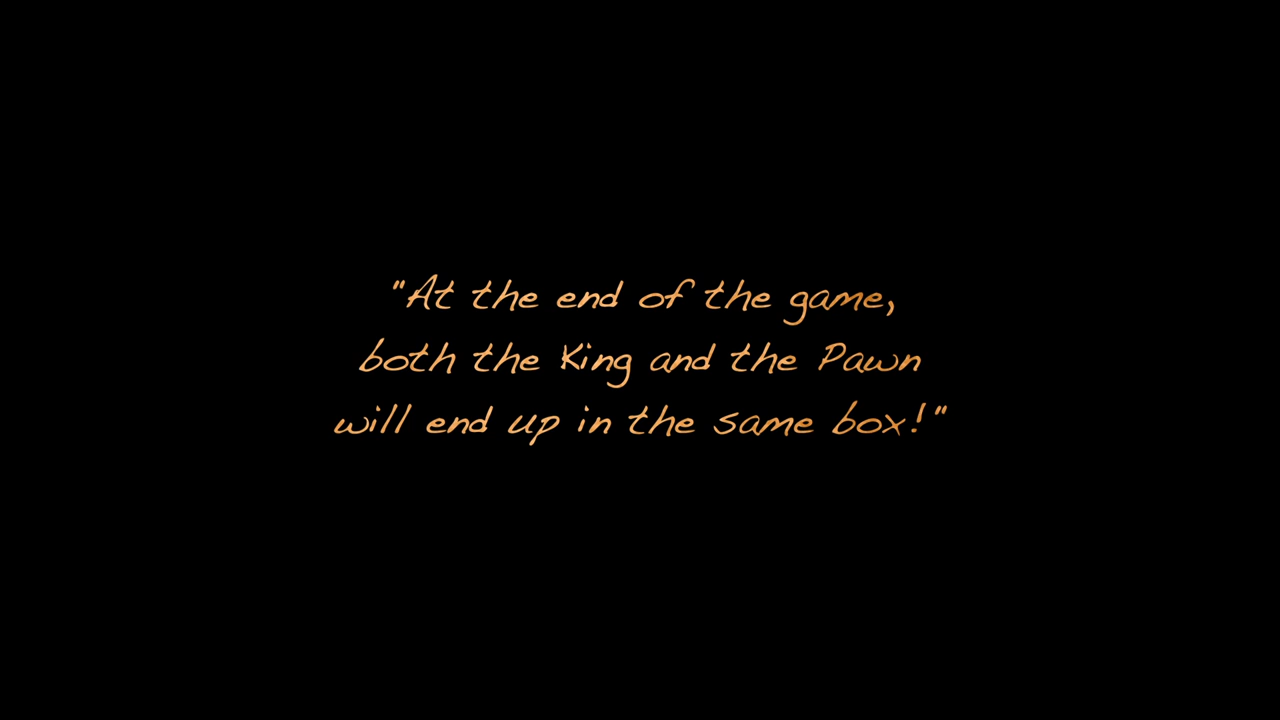 "At the end of the game,
both the King and the Pawn
will end up in the same box!"